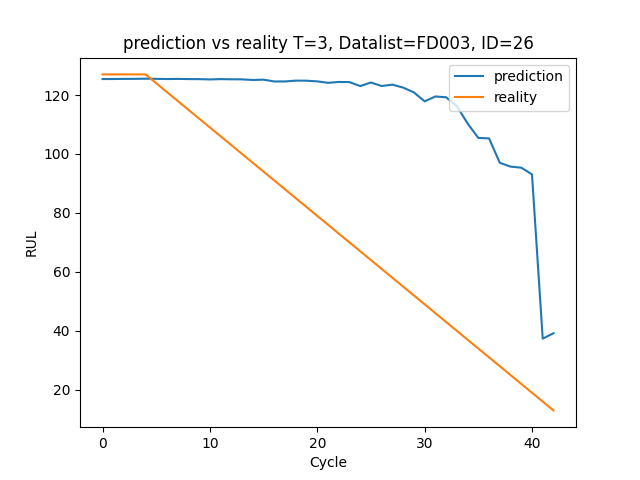 prediction vs reality T=3, Datalist=FD003, ID=26
prediction
reality
120
100
80
60
40
20
RUL
0 10 20 30 40
Cycle